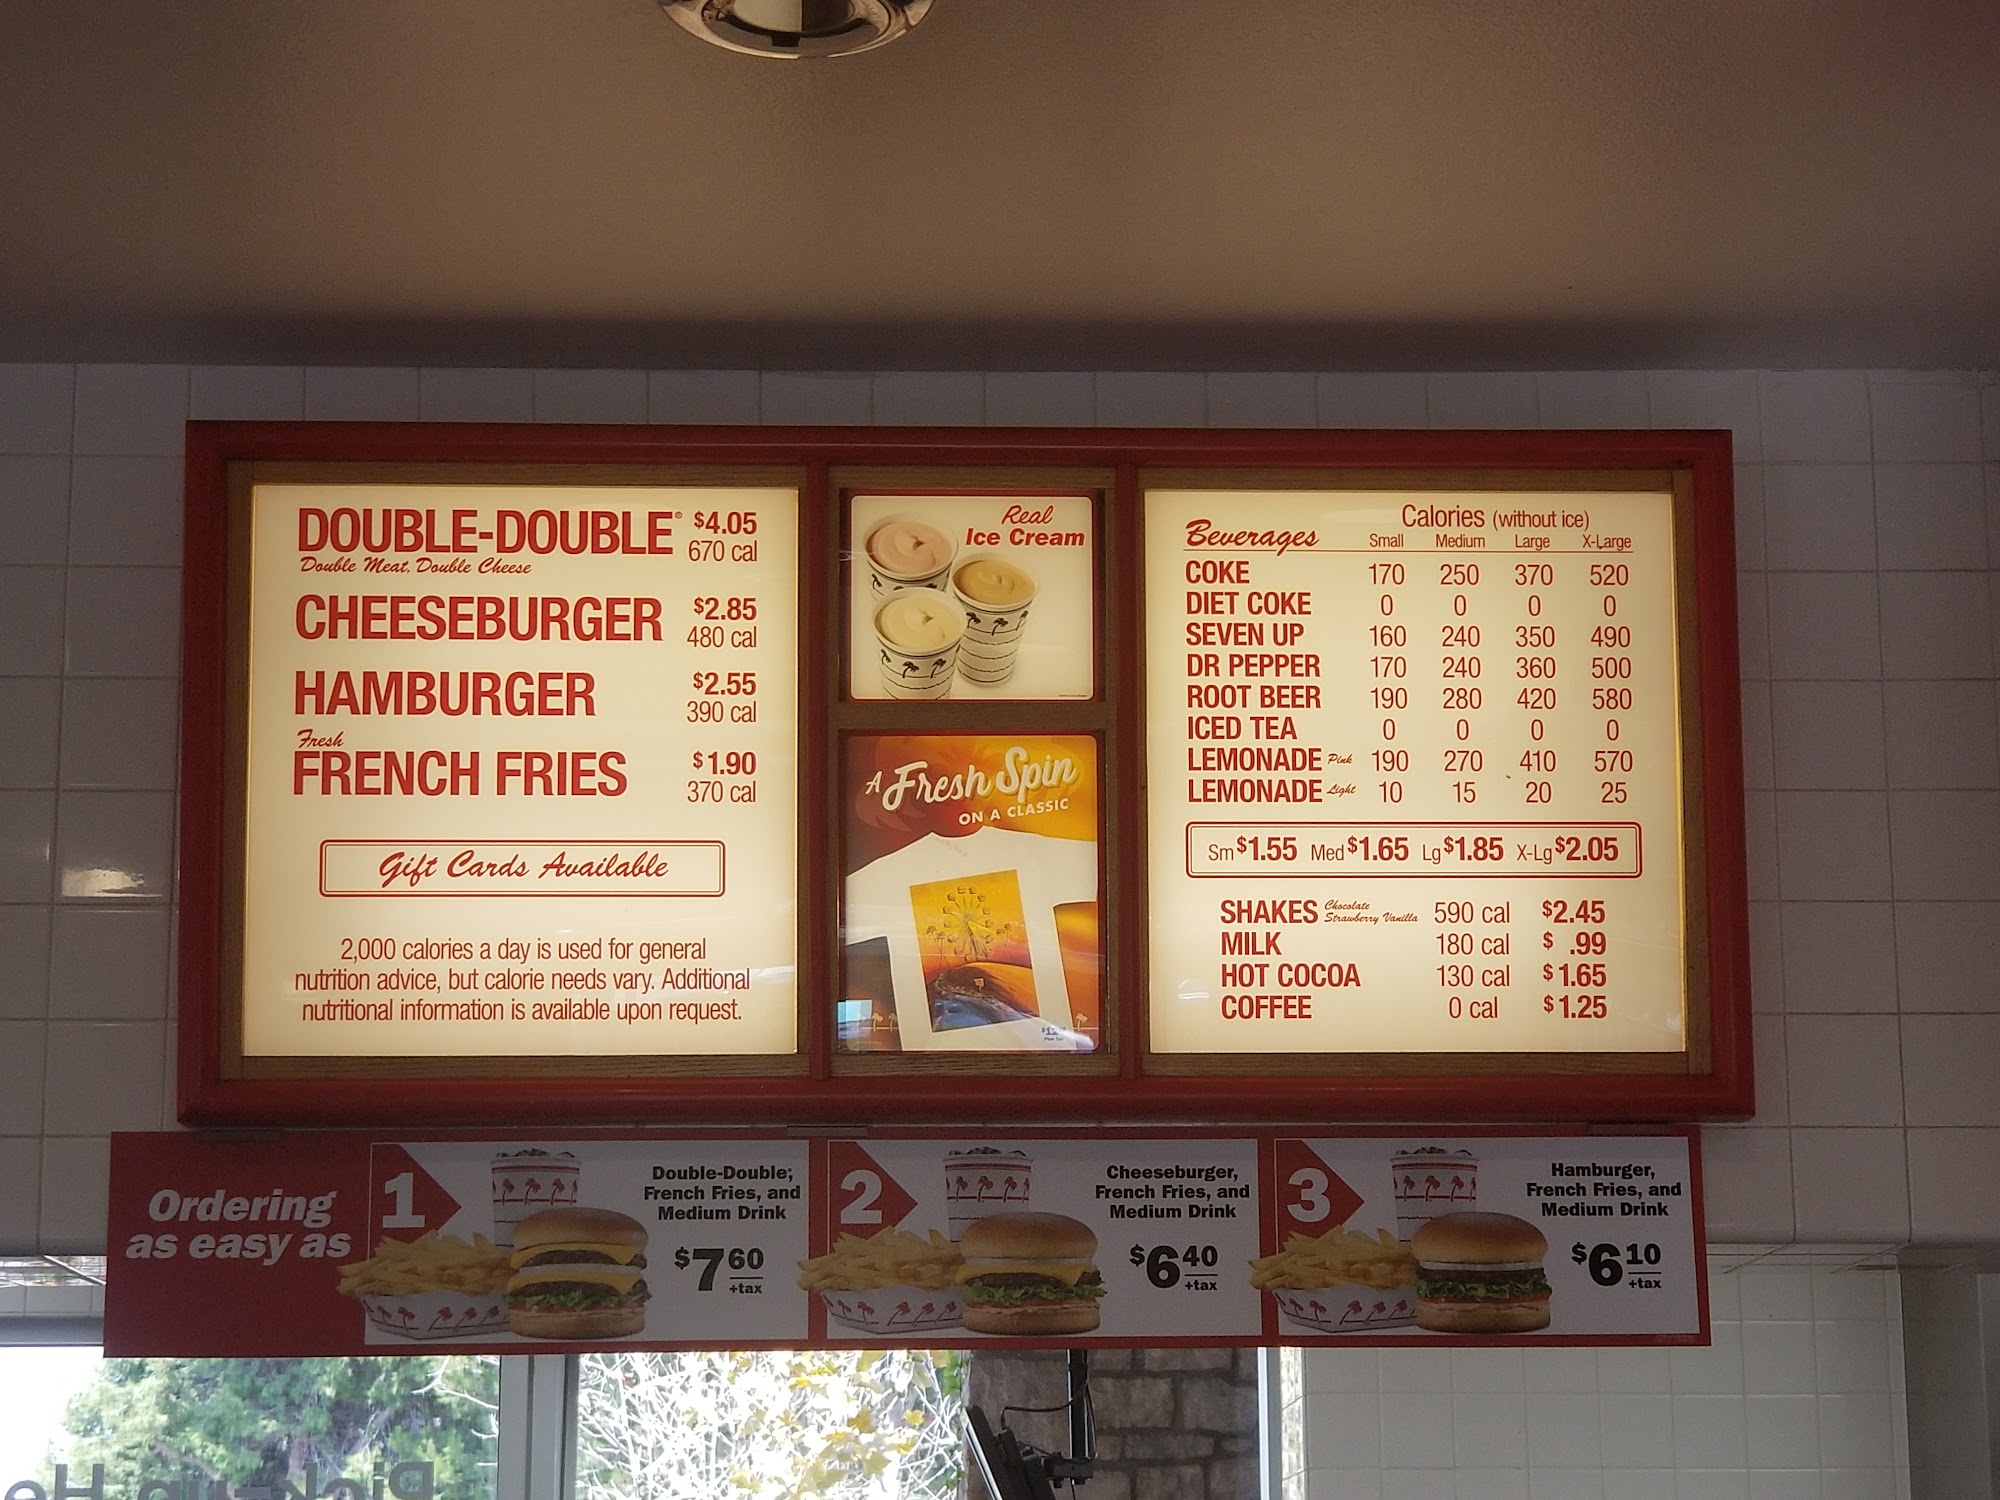 DOUBLE-DOUBLE® $4.05
Double Meat, Double Cheese 670 cal
CHEESEBURGER $2.85
480 cal
HAMBURGER $2.55
390 cal
Fresh
FRENCH FRIES $1.90
370 cal
Gift Cards Available
2,000 calories a day is used for general
nutrition advice, but calorie needs vary. Additional
nutritional information is available upon request.
Real
Ice Cream
A Fresh Spin
ON A CLASSIC
Plus Tax
Beverages Calories (without ice)
Small Medium Large X-Large
COKE 170 250 370 520
DIET COKE 0 0 0 0
SEVEN UP 160 240 350 490
DR PEPPER 170 240 360 500
ROOT BEER 190 280 420 580
ICED TEA 0 0 0 0
LEMONADE Pink 190 270 410 570
LEMONADE Light 10 15 20 25
Sm $1.55 Med $1.65 Lg $1.85 X-Lg $2.05
SHAKES Chocolate Strawberry Vanilla 590 cal $2.45
MILK 180 cal $ .99
HOT COCOA 130 cal $1.65
COFFEE 0 cal $1.25
Ordering
as easy as
1
Double-Double,
French Fries, and
Medium Drink
$7 60
+tax
2
Cheeseburger,
French Fries, and
Medium Drink
$6 40
+tax
3
Hamburger,
French Fries, and
Medium Drink
$6 10
+tax
Pick-up He